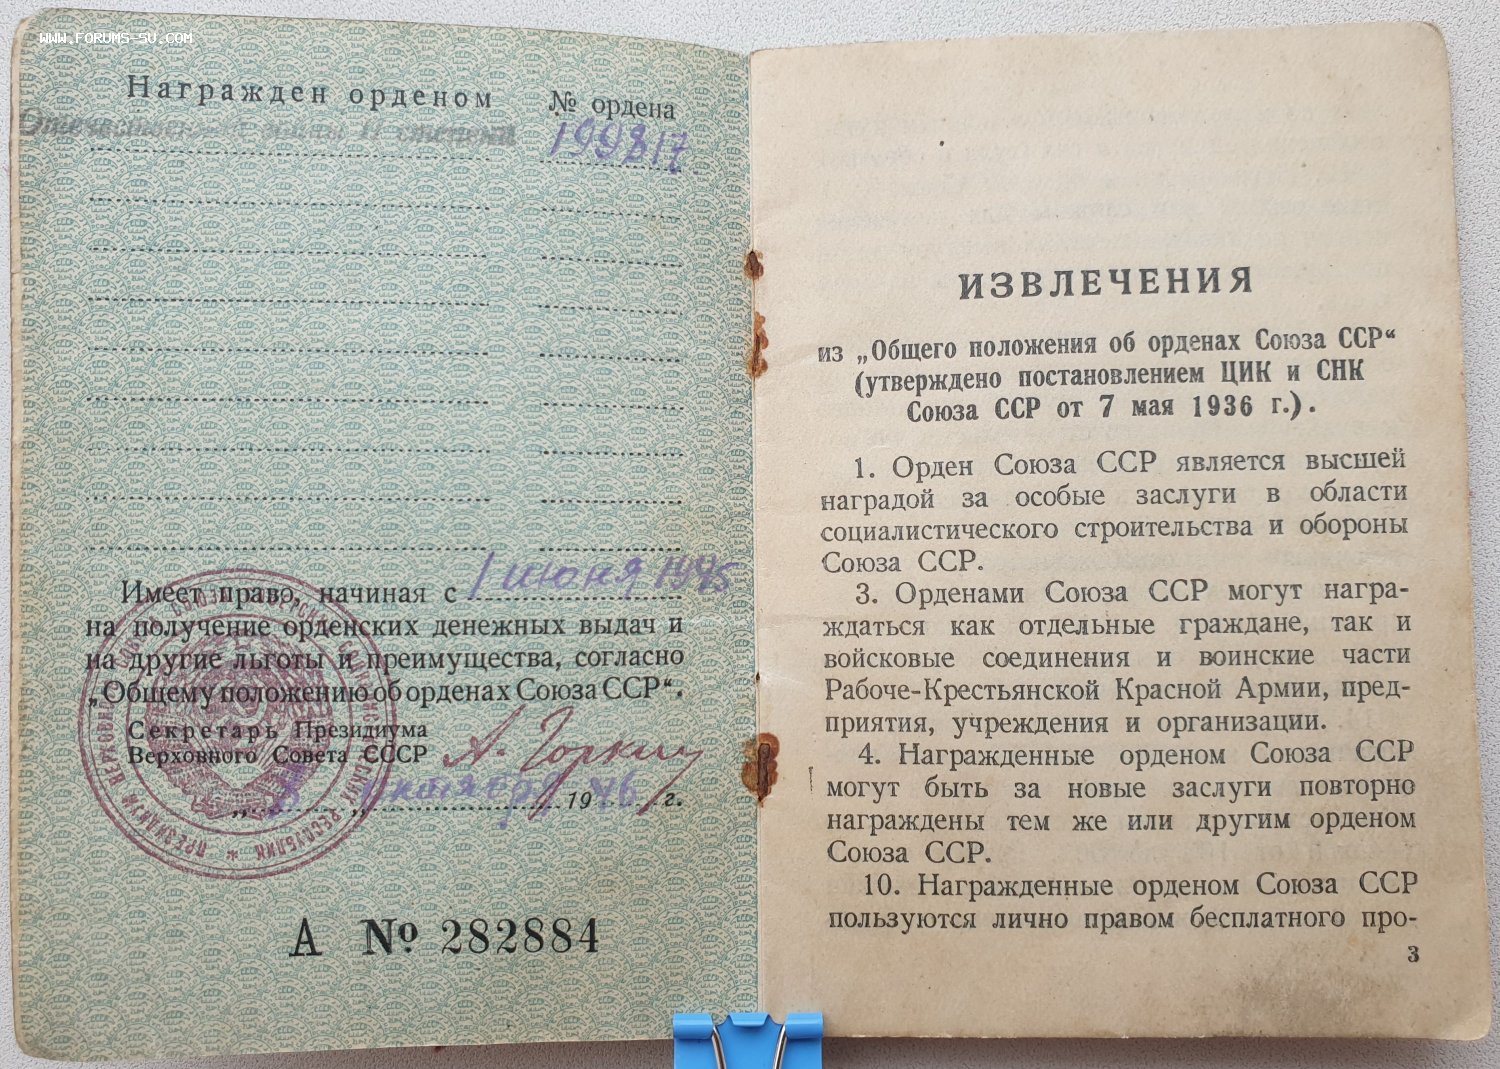 www.forums-su.com
Награжден орденом
№ ордена
Отечественной войны II степени
199817
Имеет право, начиная с 1 июня 1945
на получение орденских денежных выдач и
на другие льготы и преимущества, согласно
„Общему положению об орденах Союза ССР“.
Секретарь Президиума
Верховного Совета СССР
А. Горкин
„ 8 „ октября 19 46 г.
А № 282884
ИЗВЛЕЧЕНИЯ
из „Общего положения об орденах Союза ССР“
(утверждено постановлением ЦИК и СНК
Союза ССР от 7 мая 1936 г.).
1. Орден Союза ССР является высшей
наградой за особые заслуги в области
социалистического строительства и обороны
Союза ССР.
3. Орденами Союза ССР могут награ-
ждаться как отдельные граждане, так и
войсковые соединения и воинские части
Рабоче-Крестьянской Красной Армии, пред-
приятия, учреждения и организации.
4. Награжденные орденом Союза ССР
могут быть за новые заслуги повторно
награждены тем же или другим орденом
Союза ССР.
10. Награжденные орденом Союза ССР
пользуются лично правом бесплатного про-
3